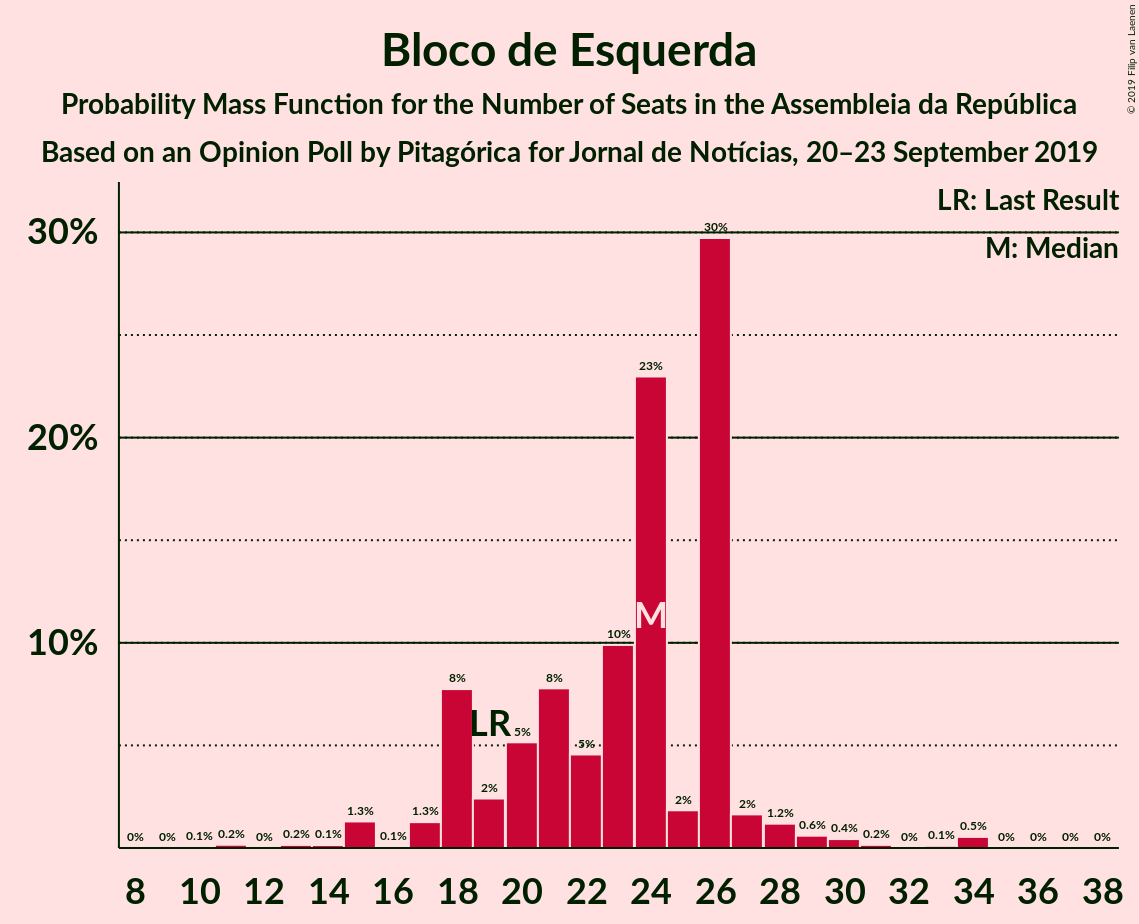 Bloco de Esquerda
Probability Mass Function for the Number of Seats in the Assembleia da República
Based on an Opinion Poll by Pitagórica for Jornal de Notícias, 20–23 September 2019
© 2019 Filip van Laenen
LR: Last Result
M: Median
30%
20%
10%
0% 0% 0.1% 0.2% 0% 0.2% 0.1% 1.3% 0.1% 1.3% 8% 2% 5% 8% 5% 10% 23% 2% 30% 2% 1.2% 0.6% 0.4% 0.2% 0% 0.1% 0.5% 0% 0% 0% 0%
LR
M
8 10 12 14 16 18 20 22 24 26 28 30 32 34 36 38